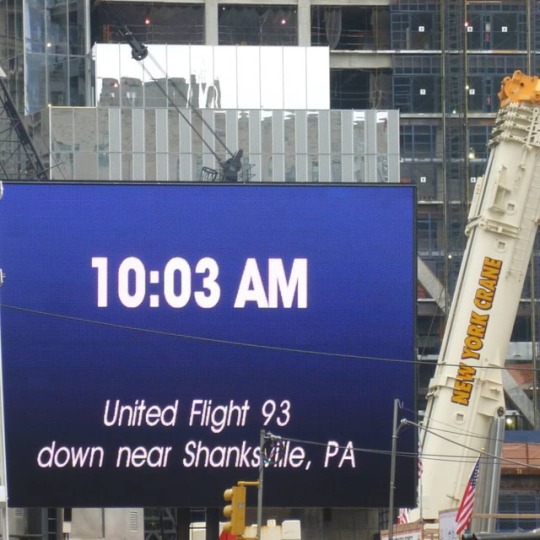 10:03 AM
United Flight 93
down near Shanksville, PA
NEW YORK CRANE